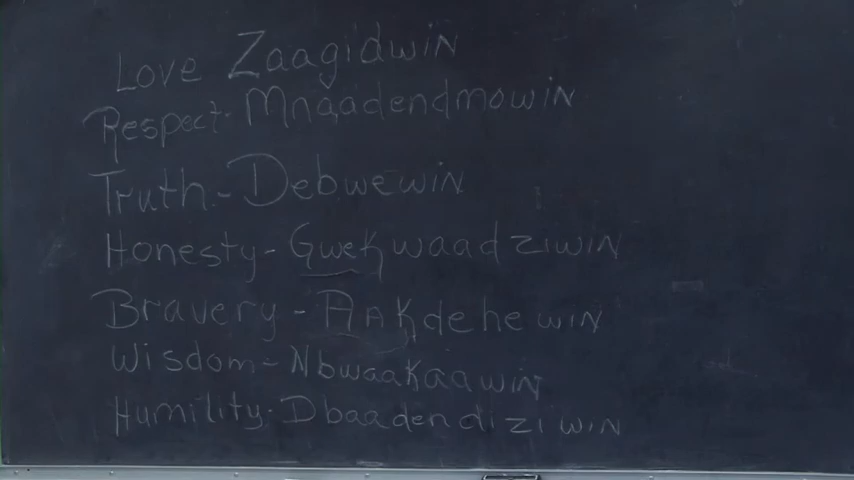 Love Zaagidwin
Respect- Mnaadendmowin
Truth- Debwewin
Honesty- Gwekwaadziwin
Bravery- Aakdehewin
Wisdom- Nbwaakaawin
Humility- Dbaadendiziwin